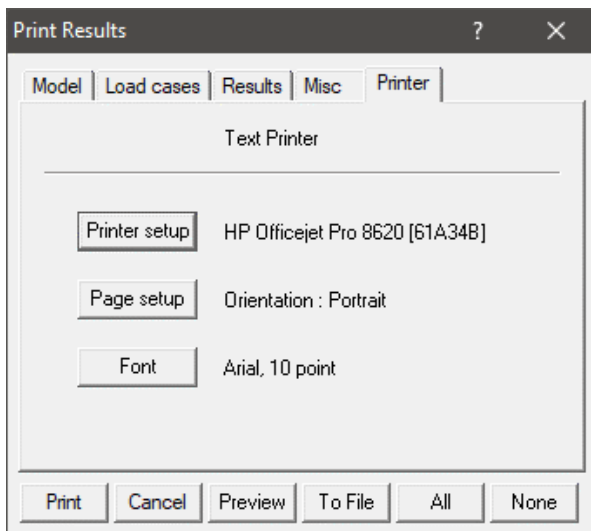 Print Results ? ✕
Model Load cases Results Misc Printer
Text Printer
Printer setup HP Officejet Pro 8620 [61A34B]
Page setup Orientation : Portrait
Font Arial, 10 point
Print Cancel Preview To File All None